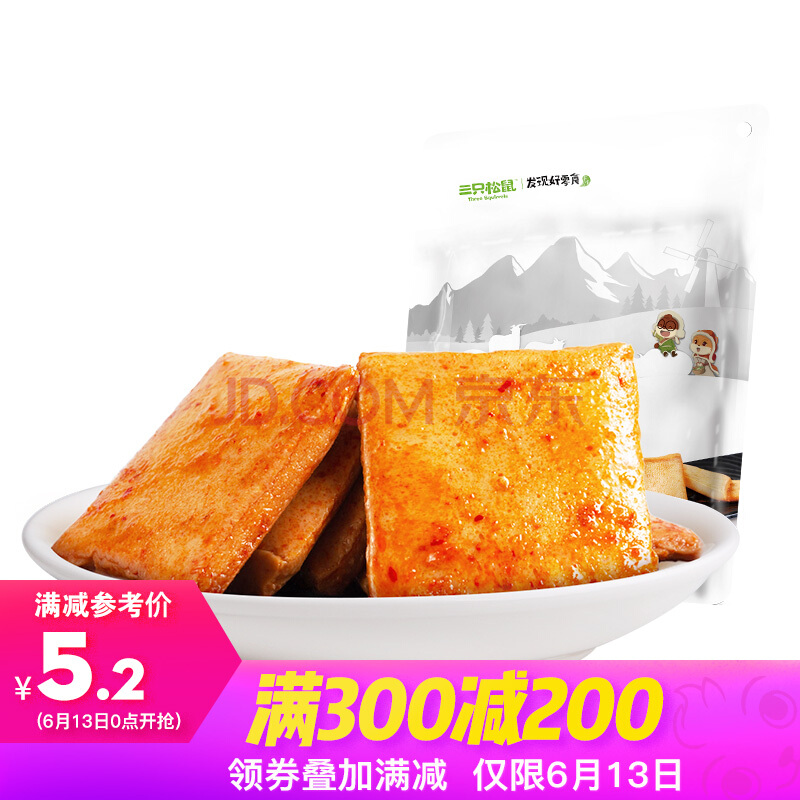 三只松鼠 | 发现好零食
Three Squirrels
JD.COM 京东
满减参考价
¥5.2
(6月13日0点开抢)
满300减200
领券叠加满减 仅限6月13日